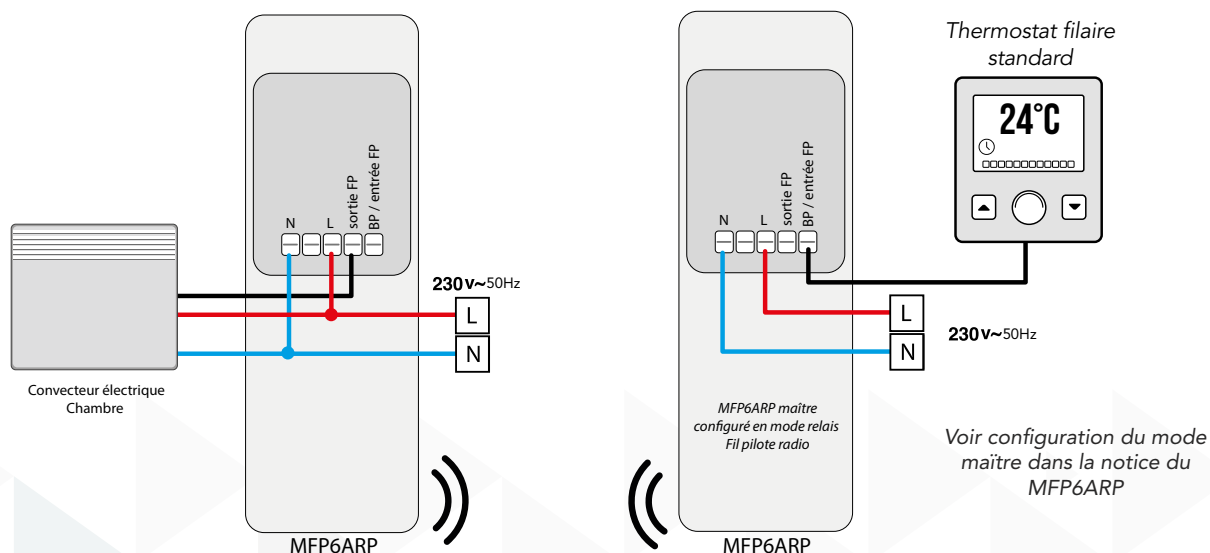 N
L
sortie FP
BP / entrée FP
230v~50Hz
L
N
Convecteur électrique
Chambre
MFP6ARP
N
L
sortie FP
BP / entrée FP
Thermostat filaire
standard
24°C
L
N
230v~50Hz
MFP6ARP maître
configuré en mode relais
Fil pilote radio
Voir configuration du mode
maïtre dans la notice du
MFP6ARP
MFP6ARP